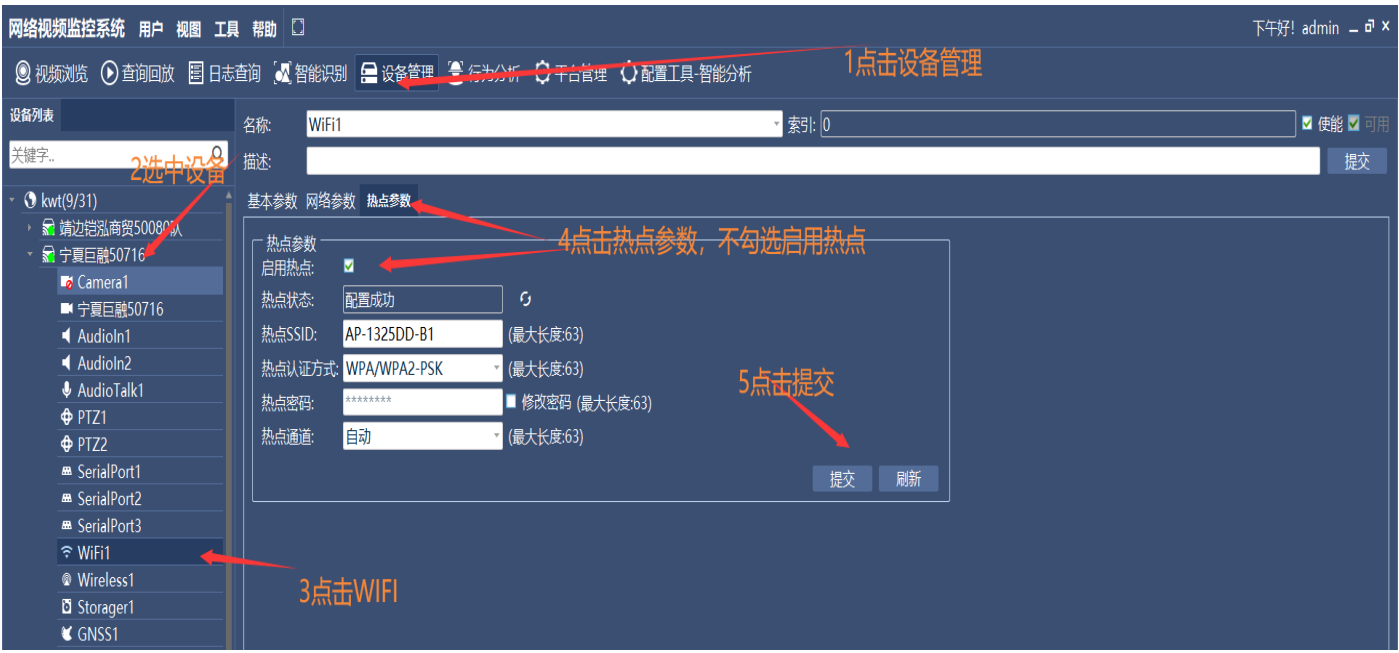 网络视频监控系统 用户 视图 工具 帮助 下午好! admin
视频浏览 查询回放 日志查询 智能识别 设备管理 行为分析 平台管理 配置工具-智能分析
1点击设备管理
设备列表
名称: WiFi1 索引: 0 使能 可用
关键字..
2选中设备
描述: 提交
kwt(9/31)
基本参数 网络参数 热点参数
靖边铠泓商贸50080队
宁夏巨融50716
4点击热点参数，不勾选启用热点
热点参数
启用热点:
Camera1
热点状态: 配置成功
宁夏巨融50716
热点SSID: AP-1325DD-B1 (最大长度:63)
AudioIn1
热点认证方式: WPA/WPA2-PSK (最大长度:63)
AudioIn2
5点击提交
AudioTalk1
热点密码: ******** 修改密码 (最大长度:63)
PTZ1
热点通道: 自动 (最大长度:63)
PTZ2
SerialPort1
提交 刷新
SerialPort2
SerialPort3
WiFi1
Wireless1
3点击WIFI
Storager1
GNSS1